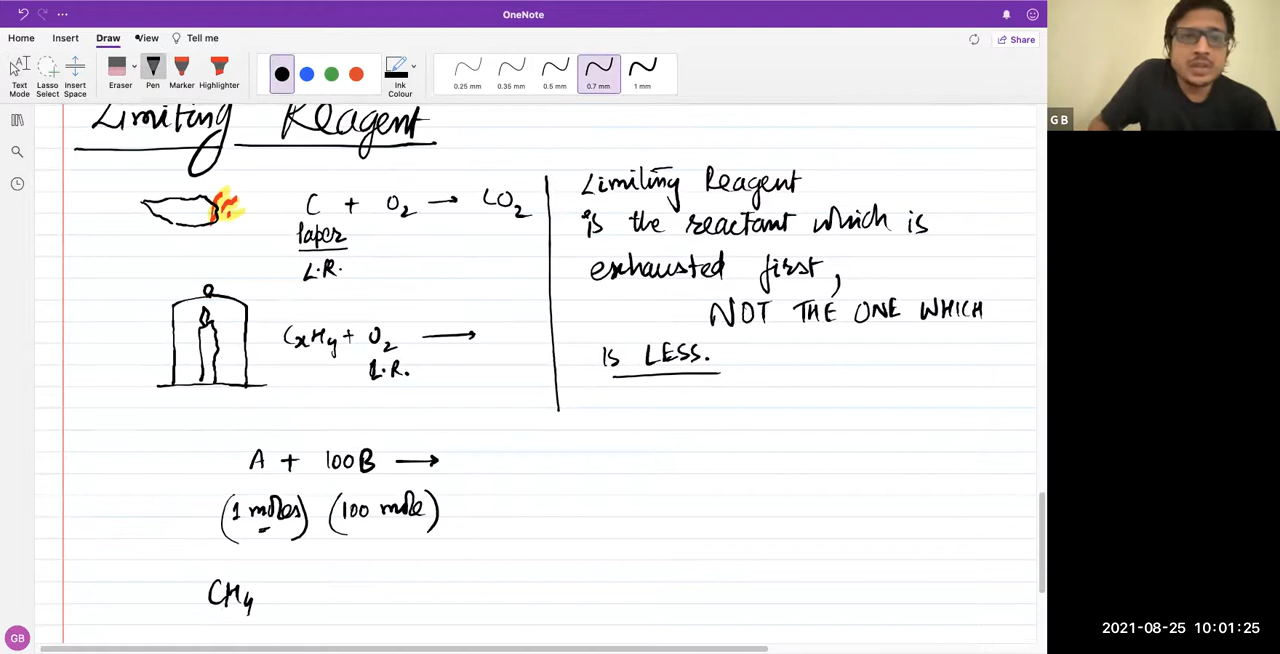 OneNote
Home Insert Draw View Tell me
Share
Text Mode
Lasso Select
Insert Space
Eraser
Pen
Marker
Highlighter
Ink Colour
0.25 mm
0.35 mm
0.5 mm
0.7 mm
1 mm
G B
Limiting Reagent
C + O2 → CO2
Paper
L.R.
CxHy + O2 →
L.R.
Limiting Reagent
is the reactant which is
exhausted first,
NOT THE ONE WHICH
is LESS.
A + 100B →
(1 moles) (100 mole)
CH4
GB
2021-08-25 10:01:25